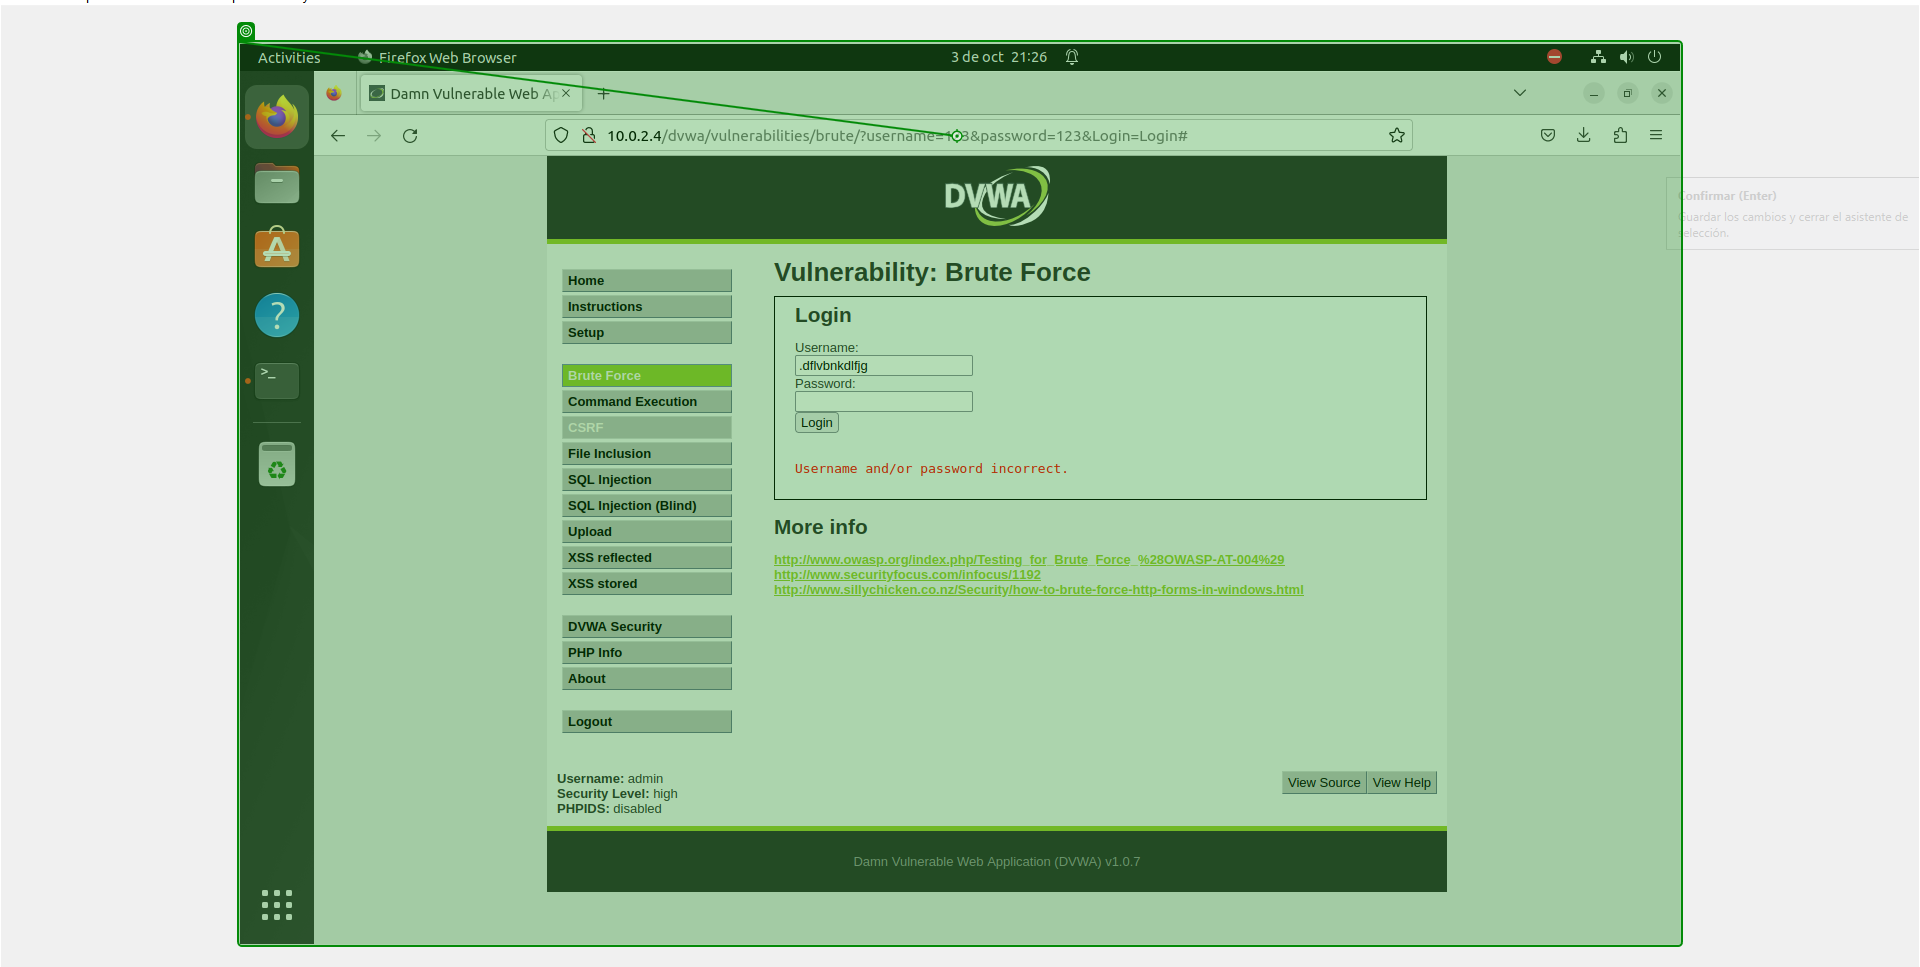 Activities
Firefox Web Browser
3 de oct 21:26
Damn Vulnerable Web Ap
10.0.2.4/dvwa/vulnerabilities/brute/?username=123&password=123&Login=Login#
DVWA
Confirmar (Enter)
Guardar los cambios y cerrar el asistente de
selección.
Home
Instructions
Setup
Brute Force
Command Execution
CSRF
File Inclusion
SQL Injection
SQL Injection (Blind)
Upload
XSS reflected
XSS stored
DVWA Security
PHP Info
About
Logout
Vulnerability: Brute Force
Login
Username:
.dflvbnkdlfjg
Password:
Login
Username and/or password incorrect.
More info
http://www.owasp.org/index.php/Testing_for_Brute_Force_%28OWASP-AT-004%29
http://www.securityfocus.com/infocus/1192
http://www.sillychicken.co.nz/Security/how-to-brute-force-http-forms-in-windows.html
Username: admin
Security Level: high
PHPIDS: disabled
View Source
View Help
Damn Vulnerable Web Application (DVWA) v1.0.7